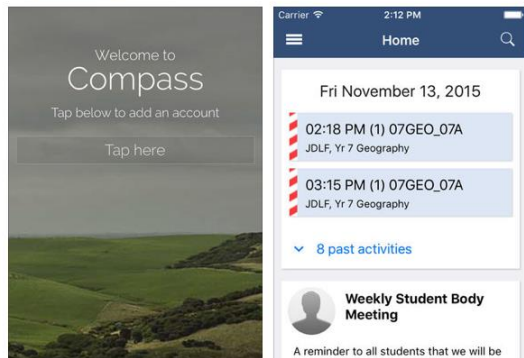 Welcome to
Compass
Tap below to add an account
Tap here
Carrier
2:12 PM
Home
Fri November 13, 2015
02:18 PM (1) 07GEO_07A
JDLF, Yr 7 Geography
03:15 PM (1) 07GEO_07A
JDLF, Yr 7 Geography
8 past activities
Weekly Student Body
Meeting
A reminder to all students that we will be